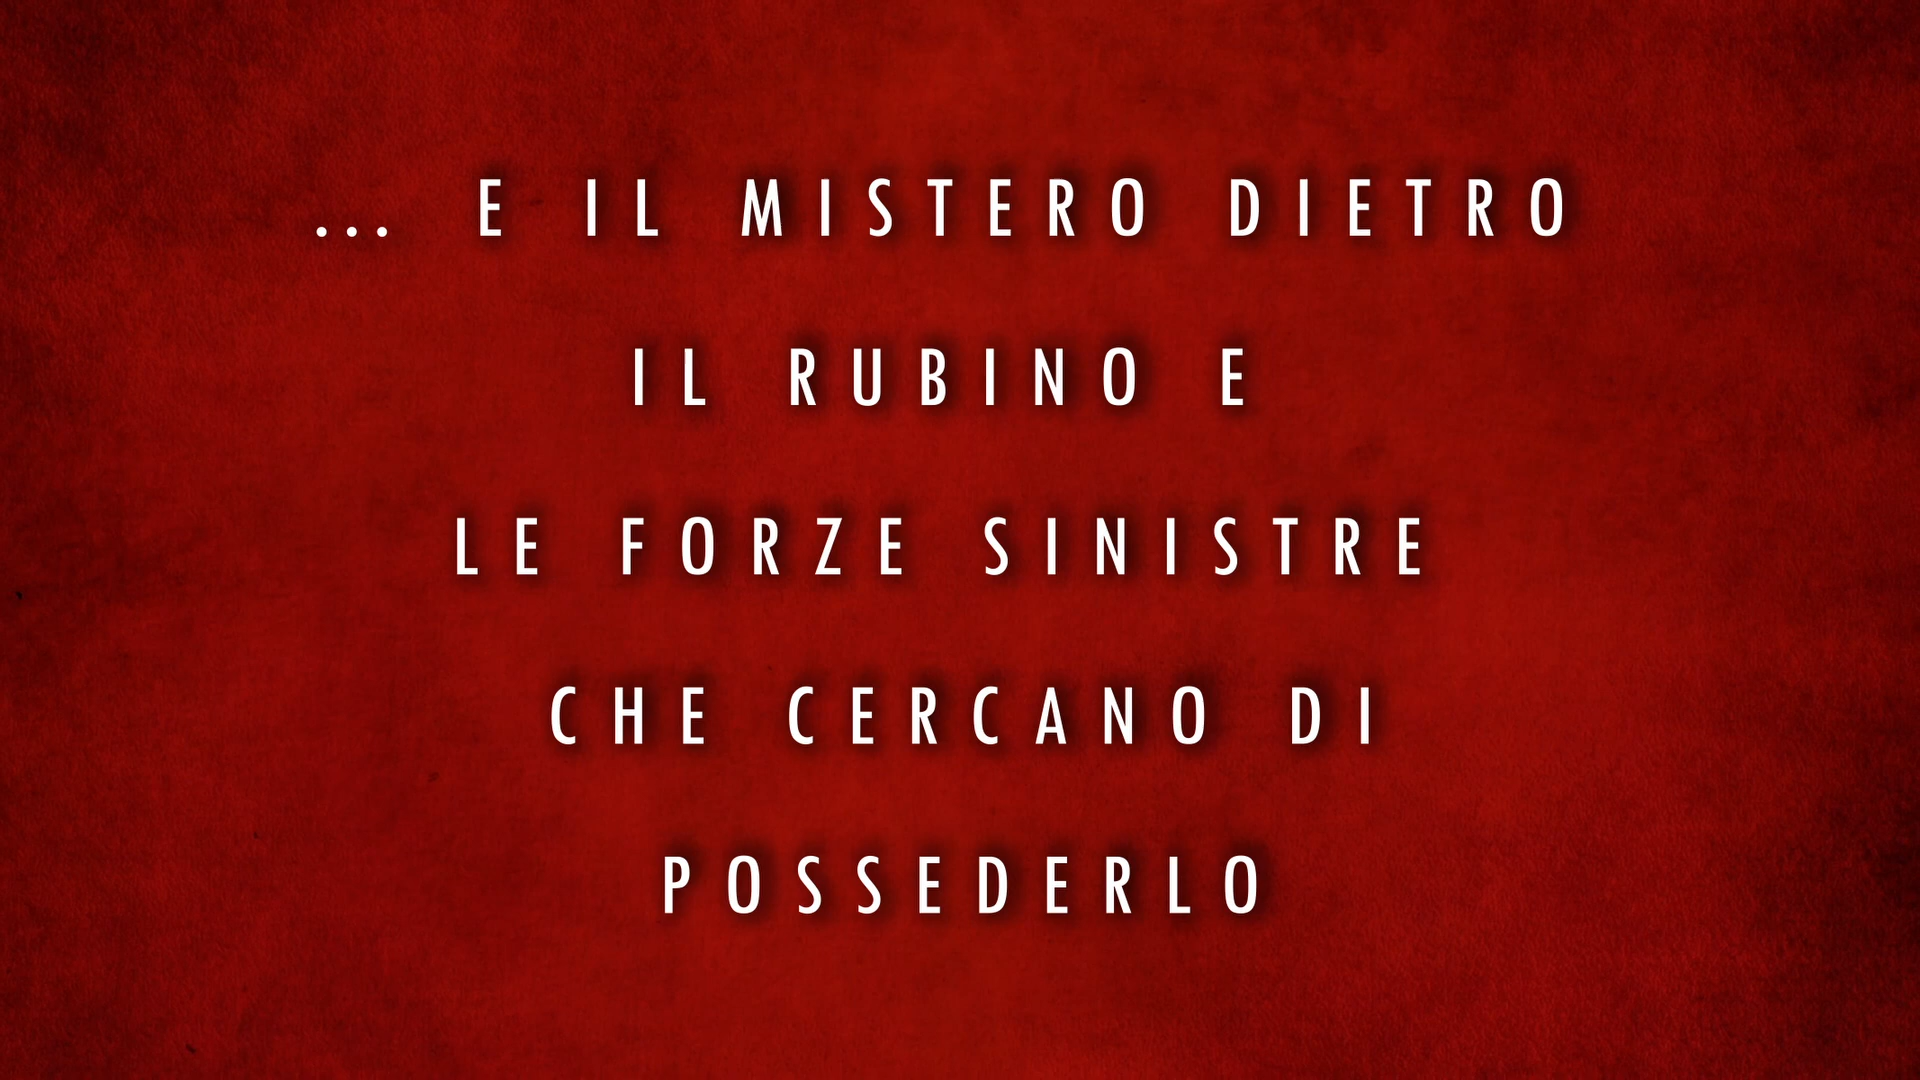 ... E IL MISTERO DIETRO
IL RUBINO E
LE FORZE SINISTRE
CHE CERCANO DI
POSSEDERLO